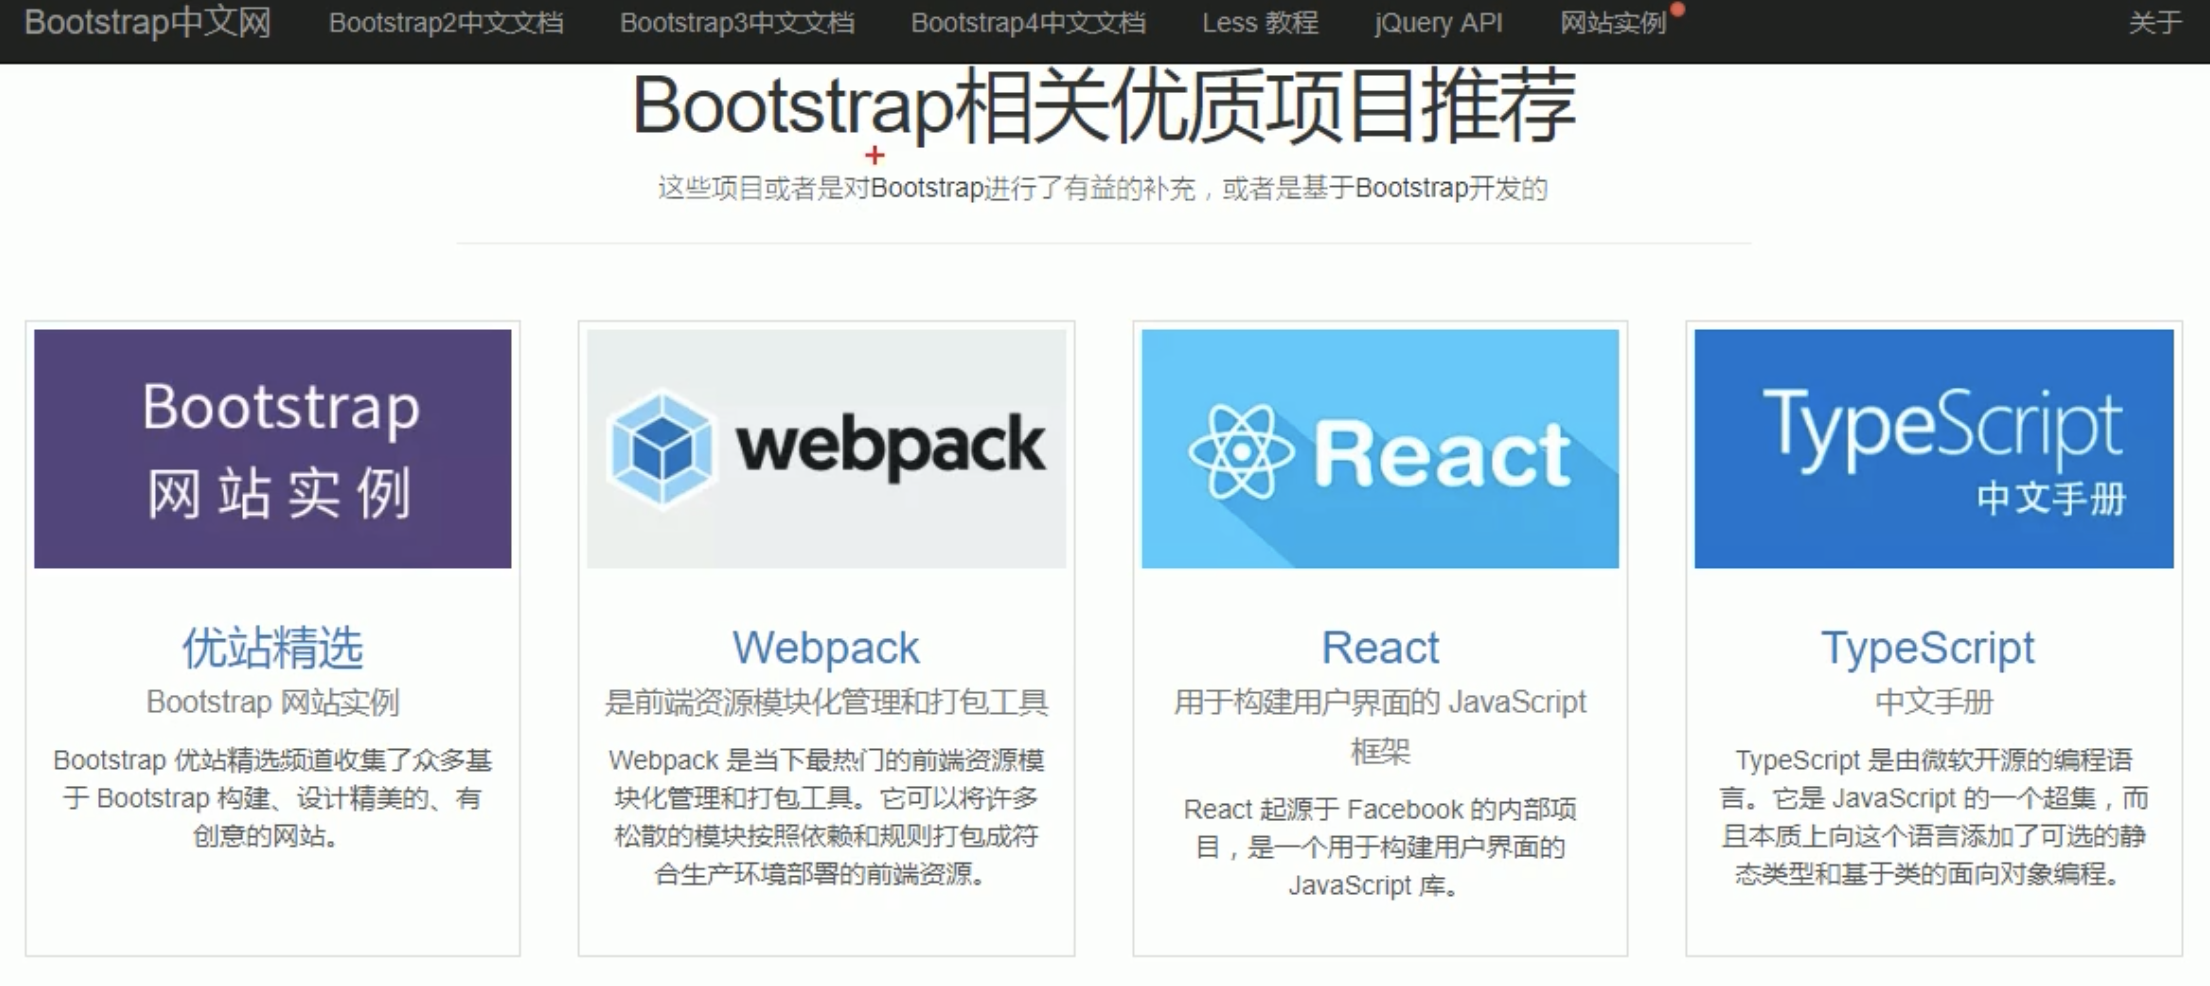 Bootstrap中文网 Bootstrap2中文文档 Bootstrap3中文文档 Bootstrap4中文文档 Less 教程 jQuery API 网站实例 关于
Bootstrap相关优质项目推荐
这些项目或者是对Bootstrap进行了有益的补充，或者是基于Bootstrap开发的
Bootstrap
网站实例
优站精选
Bootstrap 网站实例
Bootstrap 优站精选频道收集了众多基
于 Bootstrap 构建、设计精美的、有
创意的网站。
webpack
Webpack
是前端资源模块化管理和打包工具
Webpack 是当下最热门的前端资源模
块化管理和打包工具。它可以将许多
松散的模块按照依赖和规则打包成符
合生产环境部署的前端资源。
React
React
用于构建用户界面的 JavaScript
框架
React 起源于 Facebook 的内部项
目，是一个用于构建用户界面的
JavaScript 库。
TypeScript
中文手册
TypeScript
中文手册
TypeScript 是由微软开源的编程语
言。它是 JavaScript 的一个超集，而
且本质上向这个语言添加了可选的静
态类型和基于类的面向对象编程。